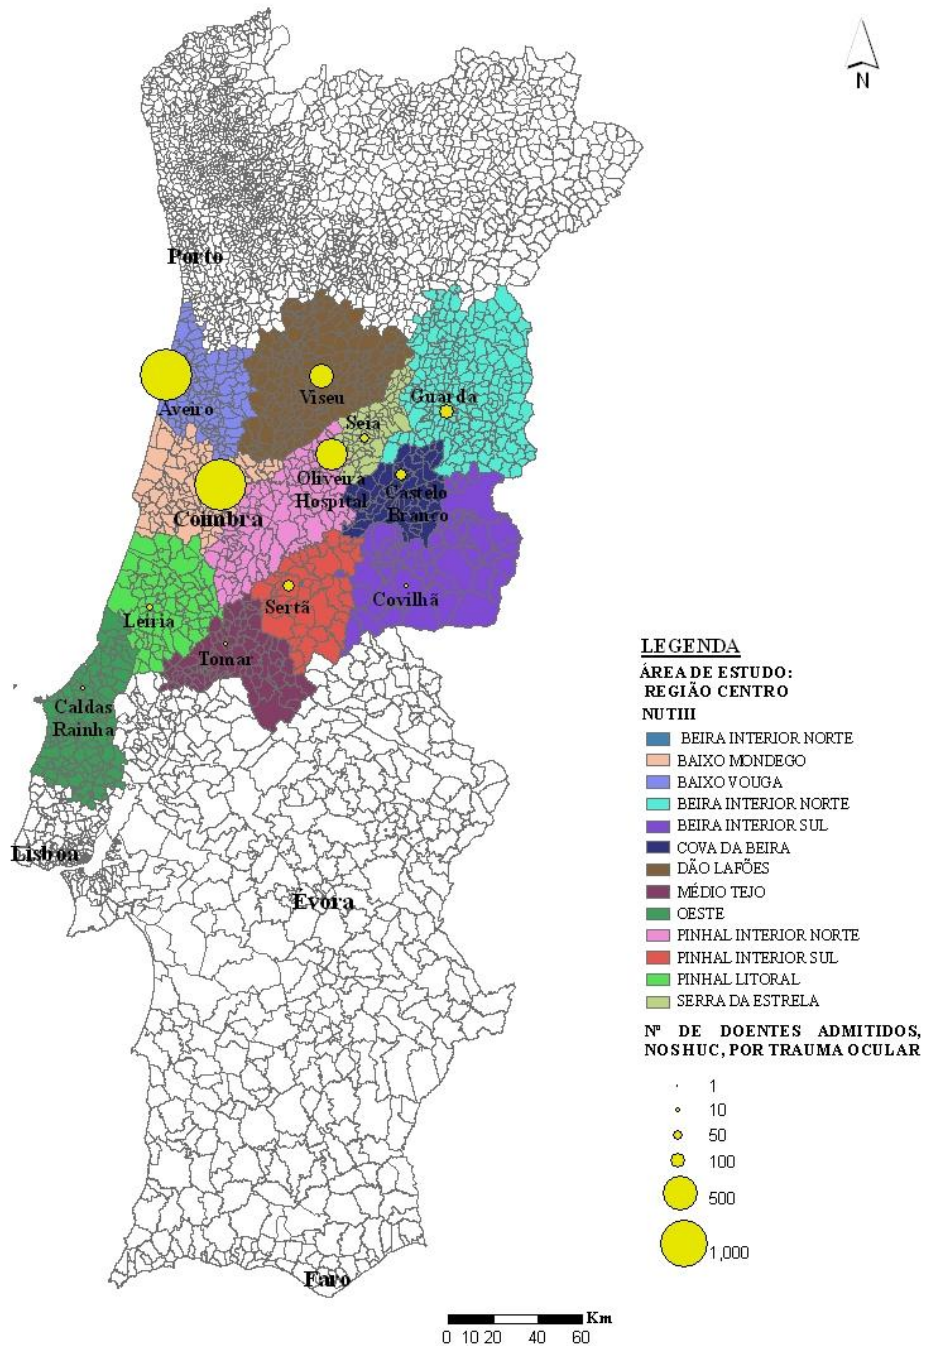 N
Porto
Aveiro
Viseu
Guarda
Seia
Oliveira
Hospital
Castelo
Branco
Coimbra
Sertã
Covilhã
Leiria
Tomar
Caldas
Rainha
Lisboa
Évora
Faro
LEGENDA
ÁREA DE ESTUDO:
REGIÃO CENTRO
NUTIII
BEIRA INTERIOR NORTE
BAIXO MONDEGO
BAIXO VOUGA
BEIRA INTERIOR NORTE
BEIRA INTERIOR SUL
COVA DA BEIRA
DÃO LAFÕES
MÉDIO TEJO
OESTE
PINHAL INTERIOR NORTE
PINHAL INTERIOR SUL
PINHAL LITORAL
SERRA DA ESTRELA
Nº DE DOENTES ADMITIDOS,
NOS HUC, POR TRAUMA OCULAR
1
10
50
100
500
1,000
Km
0 10 20 40 60